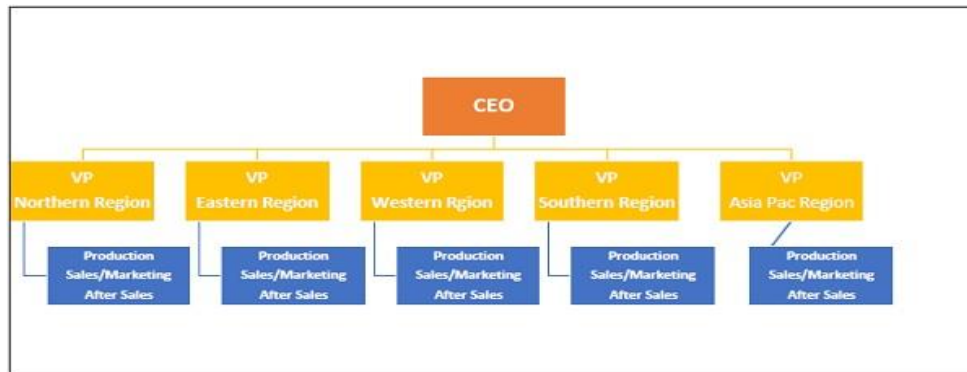 CEO
VP
Northern Region
VP
Eastern Region
VP
Western Rgion
VP
Southern Region
VP
Asia Pac Region
Production
Sales/Marketing
After Sales
Production
Sales/Marketing
After Sales
Production
Sales/Marketing
After Sales
Production
Sales/Marketing
After Sales
Production
Sales/Marketing
After Sales